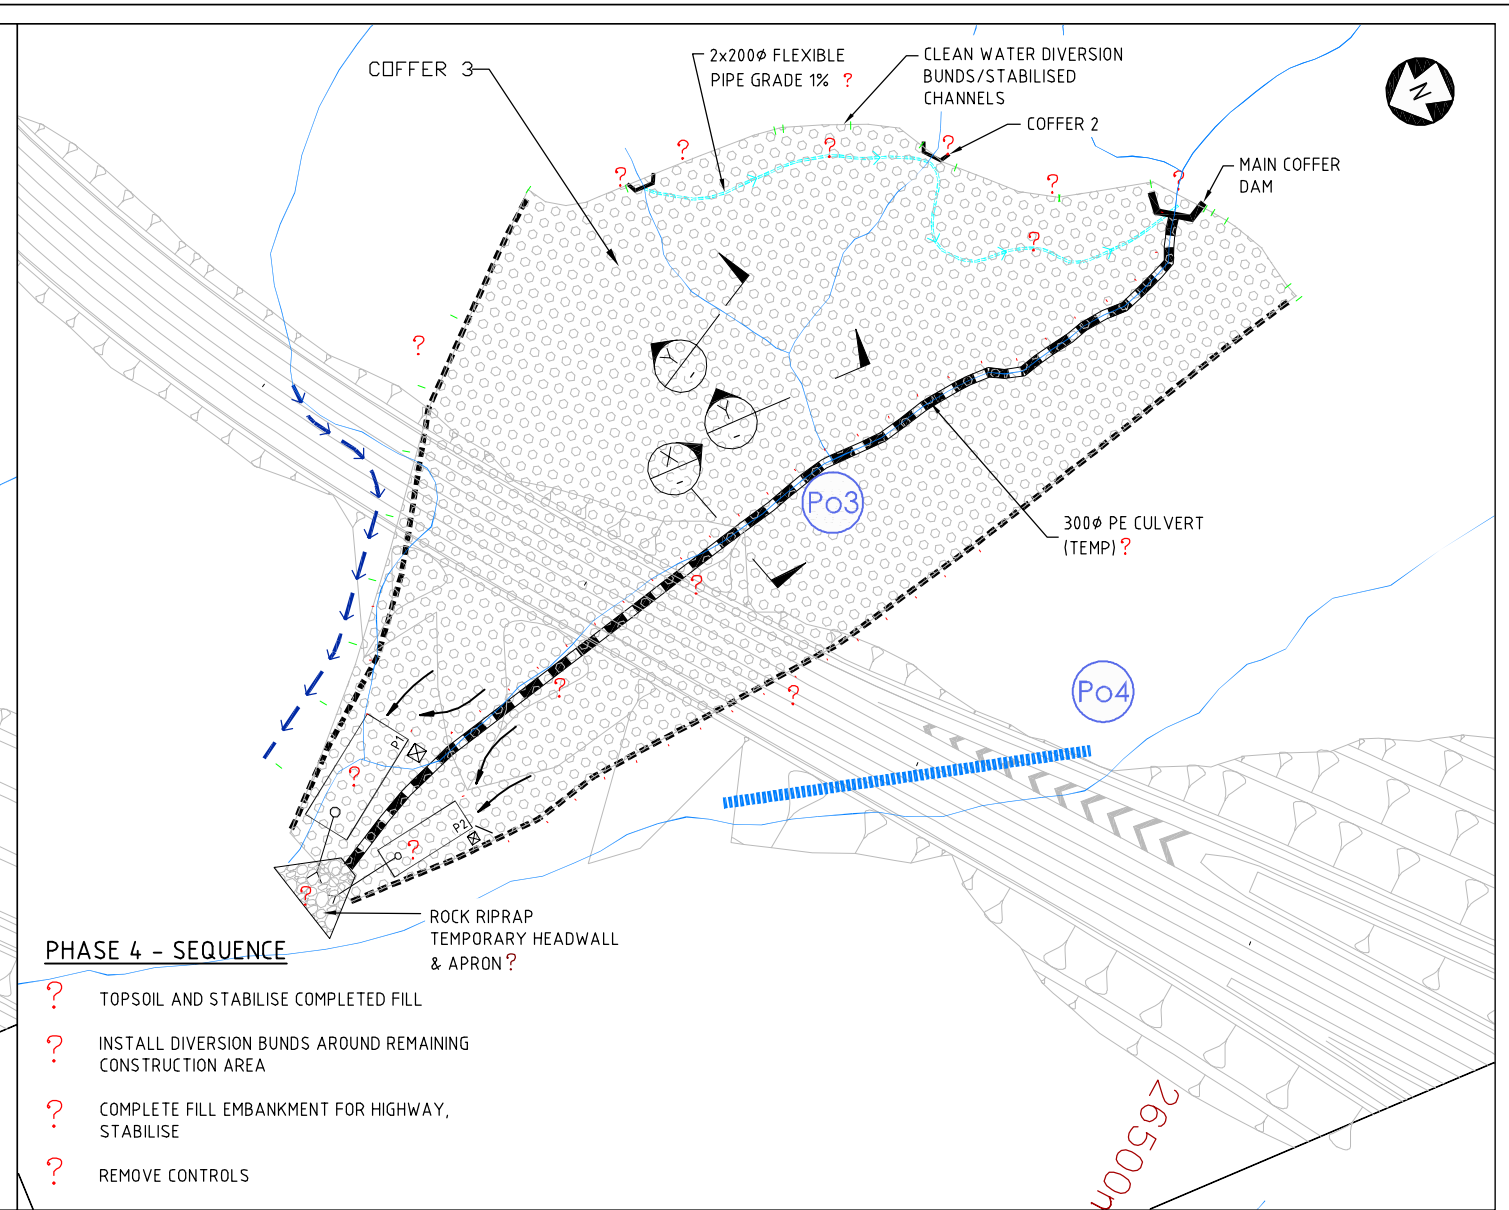 COFFER 3
2x200Ø FLEXIBLE
PIPE GRADE 1% ?
CLEAN WATER DIVERSION
BUNDS/STABILISED
CHANNELS
COFFER 2
MAIN COFFER
DAM
N
?
?
?
?
?
?
?
?
Y
-
Y
-
X
-
Po3
300Ø PE CULVERT
(TEMP) ?
?
?
?
Po4
P1
?
P2
?
?
ROCK RIPRAP
TEMPORARY HEADWALL
& APRON ?
PHASE 4 - SEQUENCE
? TOPSOIL AND STABILISE COMPLETED FILL
? INSTALL DIVERSION BUNDS AROUND REMAINING
CONSTRUCTION AREA
? COMPLETE FILL EMBANKMENT FOR HIGHWAY,
STABILISE
? REMOVE CONTROLS
26500m